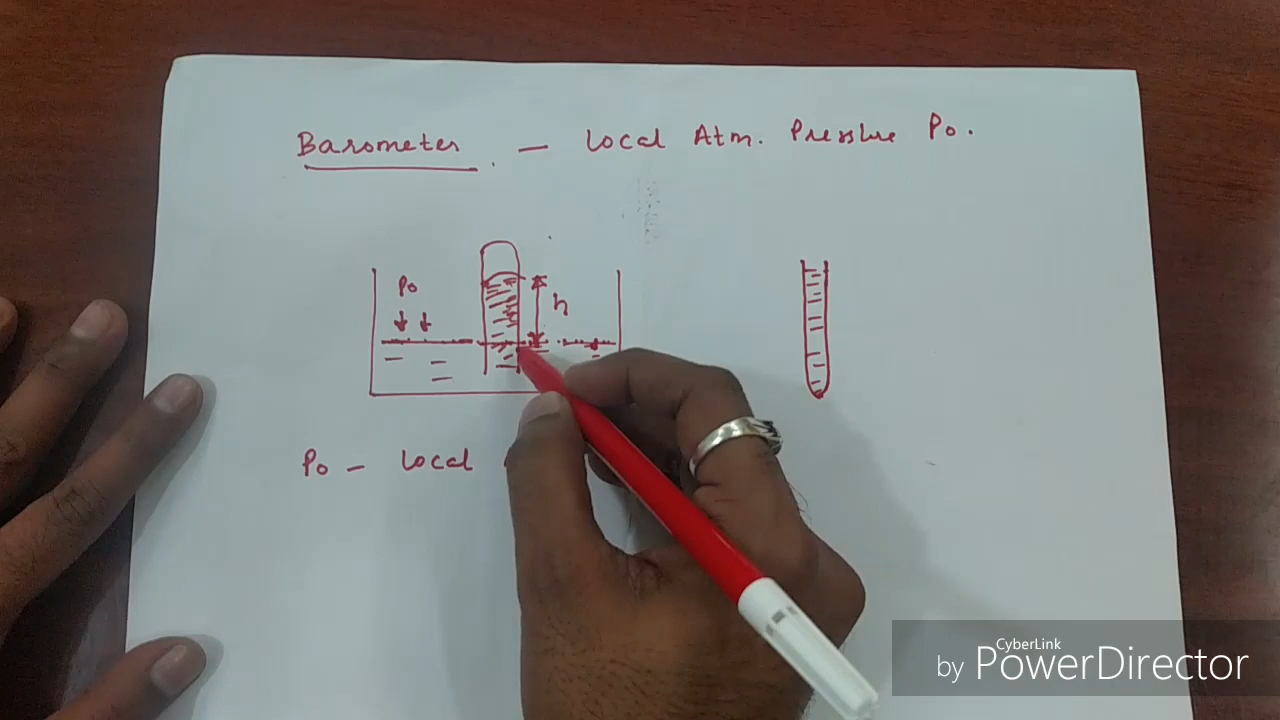 Barometer. — Local Atm. Pressure Po.
Po
h
Po - Local
CyberLink
by PowerDirector